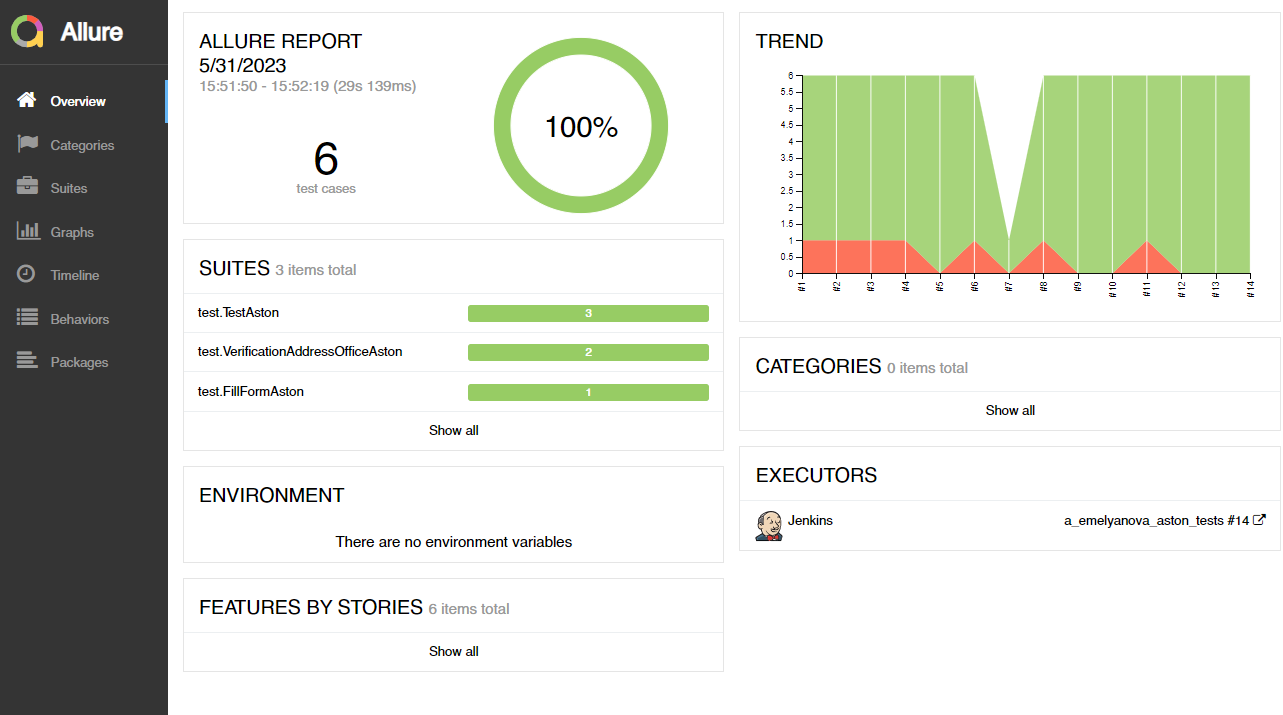 Allure
Overview
Categories
Suites
Graphs
Timeline
Behaviors
Packages
ALLURE REPORT
5/31/2023
15:51:50 - 15:52:19 (29s 139ms)
6
test cases
100%
SUITES 3 items total
test.TestAston 3
test.VerificationAddressOfficeAston 2
test.FillFormAston 1
Show all
ENVIRONMENT
There are no environment variables
FEATURES BY STORIES 6 items total
Show all
TREND
6
5.5
5
4.5
4
3.5
3
2.5
2
1.5
1
0.5
0
#1 #2 #3 #4 #5 #6 #7 #8 #9 #10 #11 #12 #13 #14
CATEGORIES 0 items total
Show all
EXECUTORS
Jenkins a_emelyanova_aston_tests #14